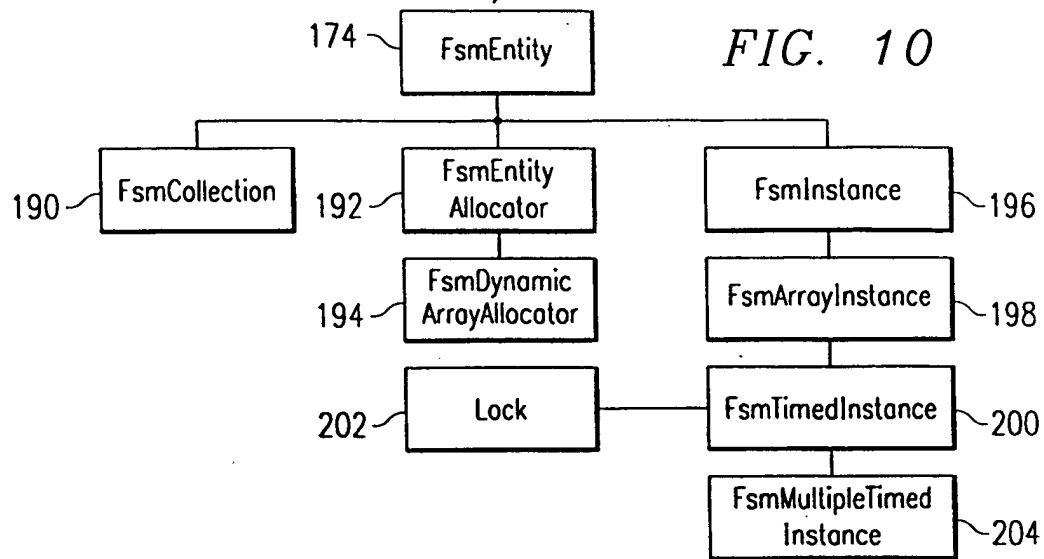 174
FsmEntity
FIG. 10
190
FsmCollection
192
FsmEntity
Allocator
FsmInstance
196
194
FsmDynamic
ArrayAllocator
FsmArrayInstance
198
202
Lock
FsmTimedInstance
200
FsmMultipleTimed
Instance
204